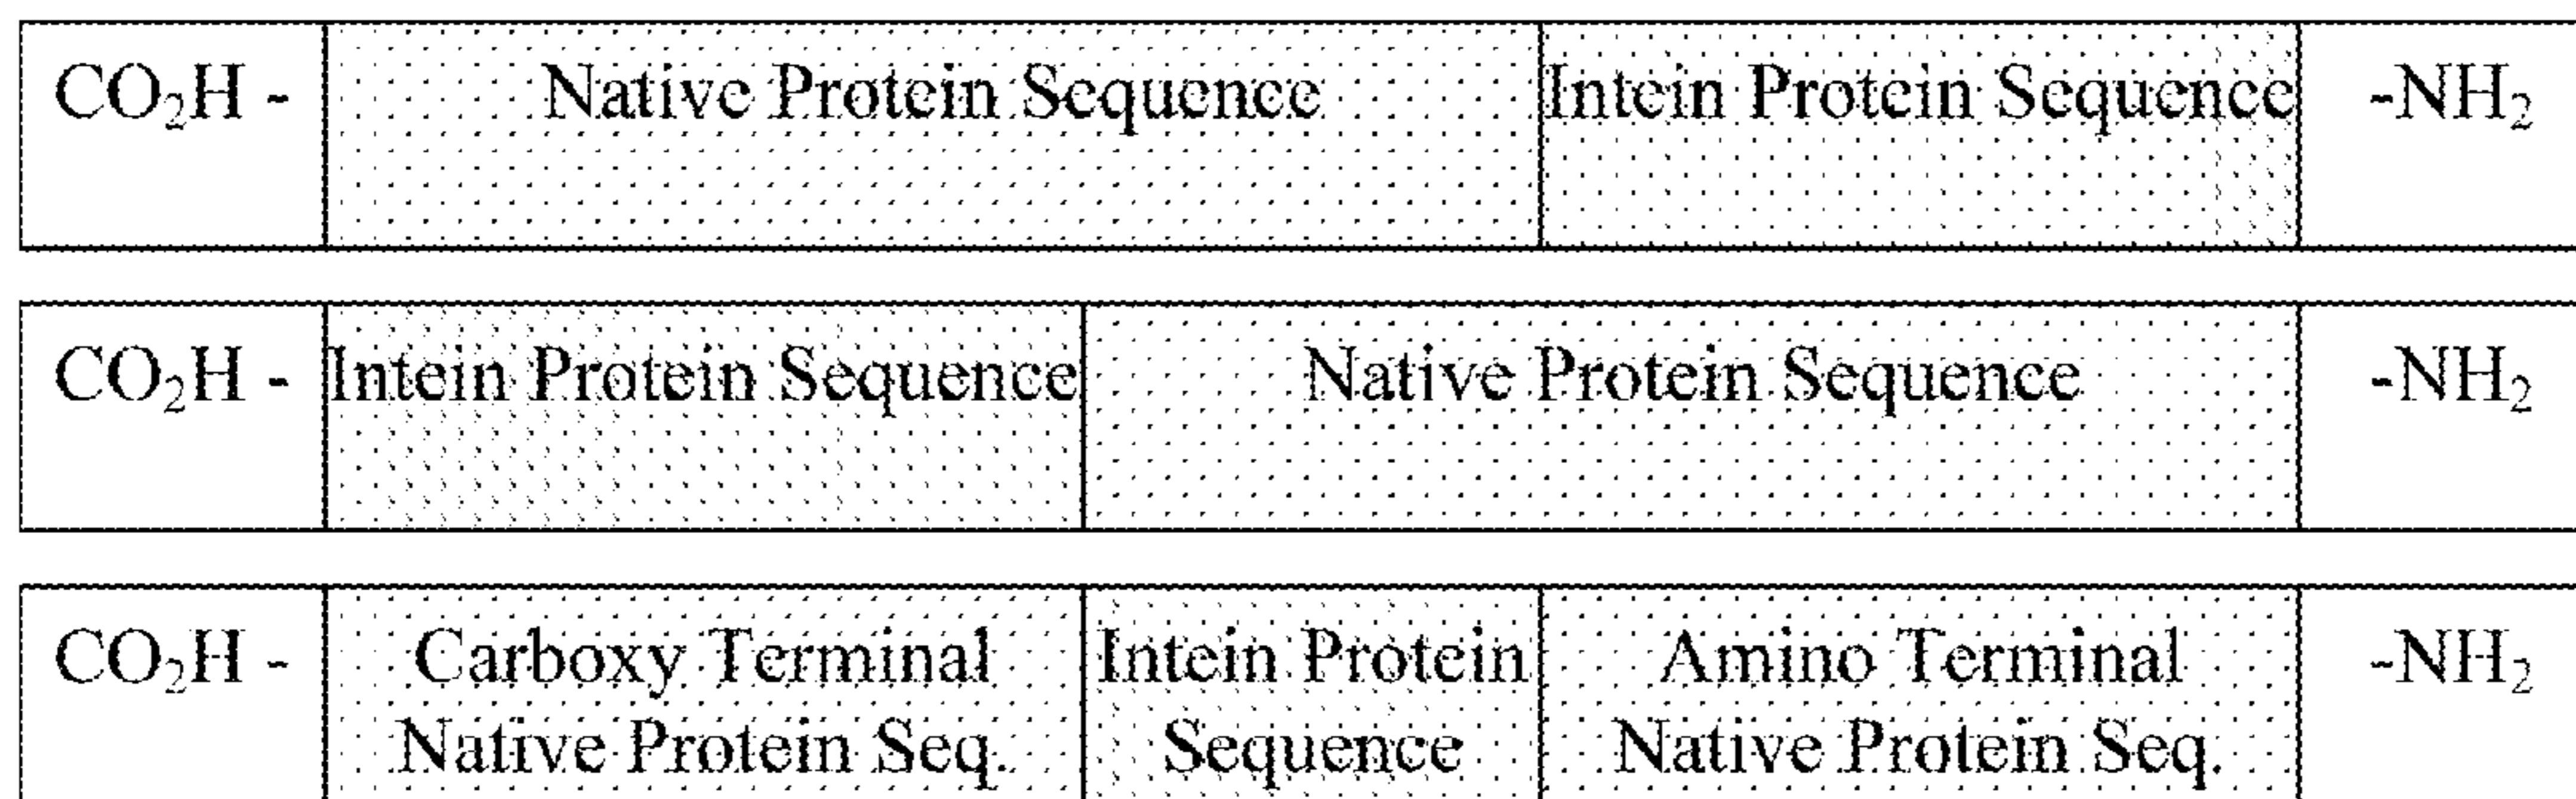 CO₂H - Native Protein Sequence Intein Protein Sequence -NH₂
CO₂H - Intein Protein Sequence Native Protein Sequence -NH₂
CO₂H - Carboxy Terminal Intein Protein Amino Terminal -NH₂
Native Protein Seq. Sequence Native Protein Seq.